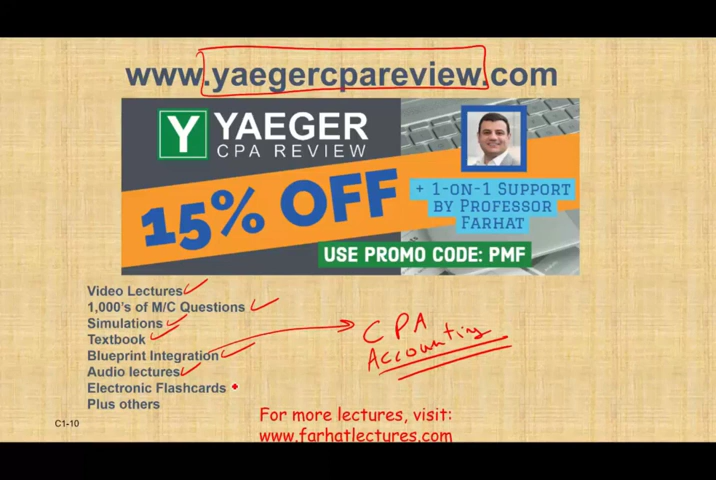 www.yaegercpareview.com
Y YAEGER
CPA REVIEW
15% OFF
+ 1-ON-1 SUPPORT
BY PROFESSOR
FARHAT
USE PROMO CODE: PMF
Video Lectures
1,000's of M/C Questions
Simulations
Textbook
Blueprint Integration
Audio lectures
Electronic Flashcards
Plus others
CPA
Accounting
C1-10
For more lectures, visit:
www.farhatlectures.com